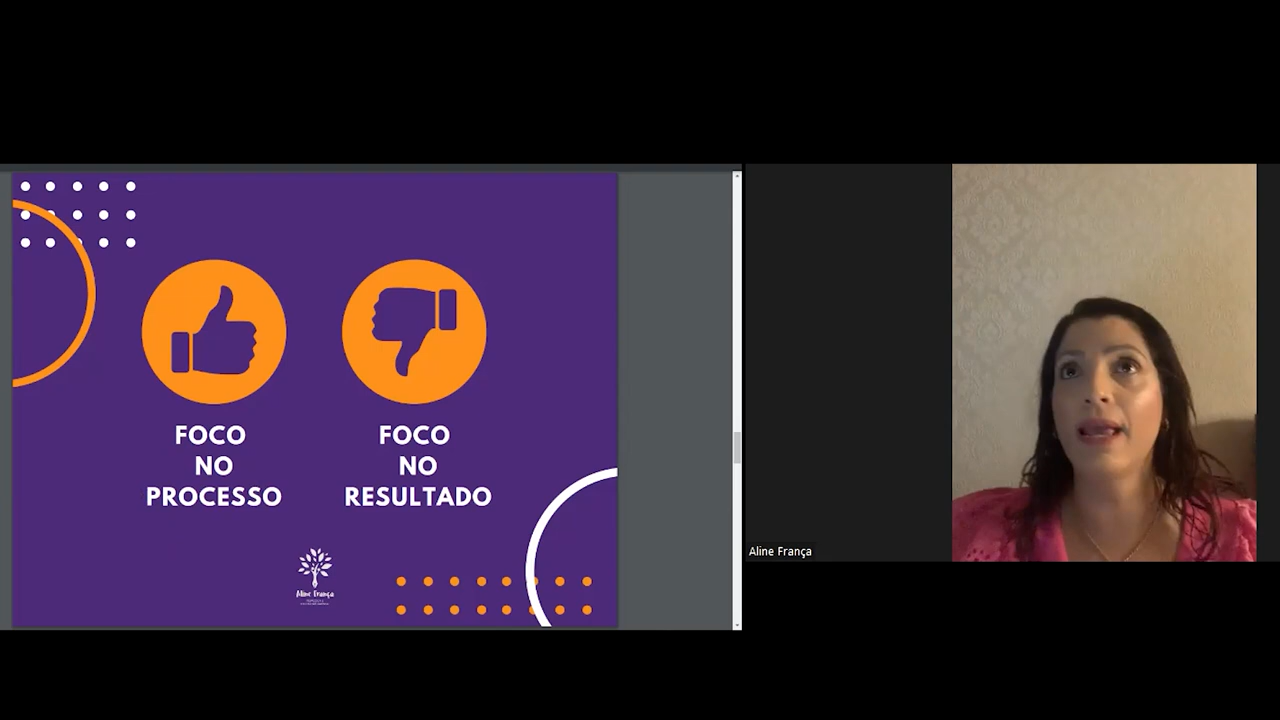 FOCO
NO
PROCESSO
FOCO
NO
RESULTADO
Aline França
Aline França